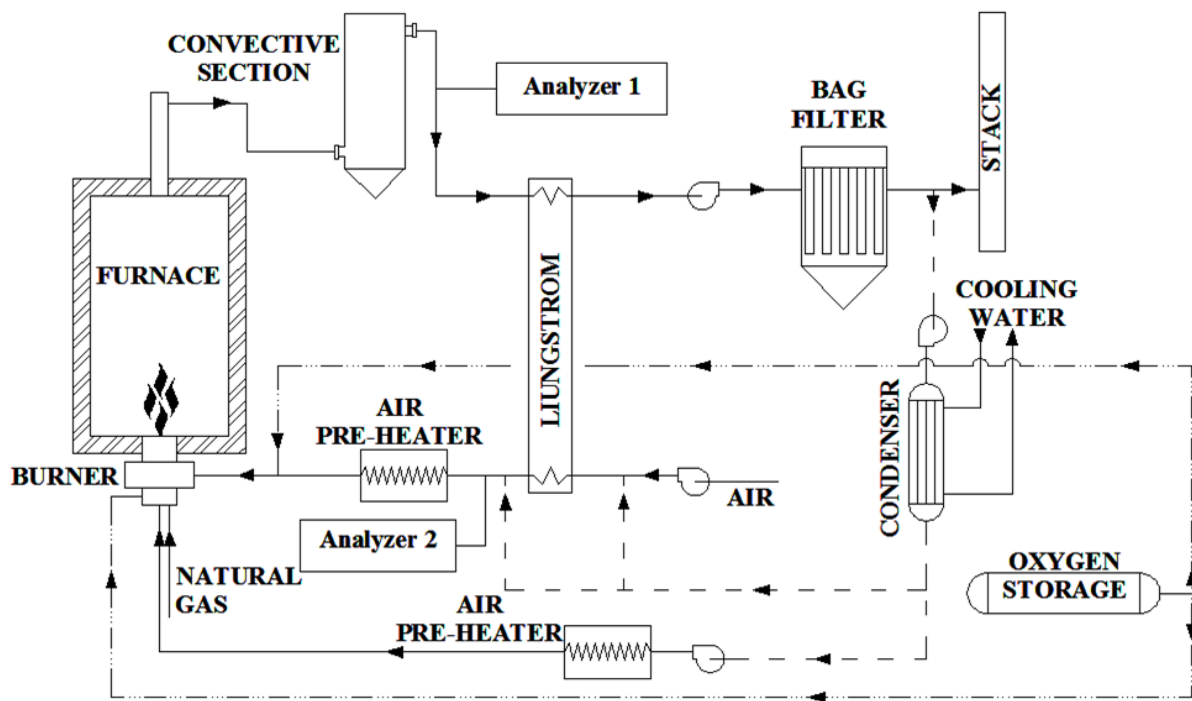 CONVECTIVE
SECTION
Analyzer 1
BAG
FILTER
STACK
FURNACE
LIUNGSTROM
COOLING
WATER
AIR
PRE-HEATER
BURNER
AIR
CONDENSER
Analyzer 2
NATURAL
GAS
OXYGEN
STORAGE
AIR
PRE-HEATER